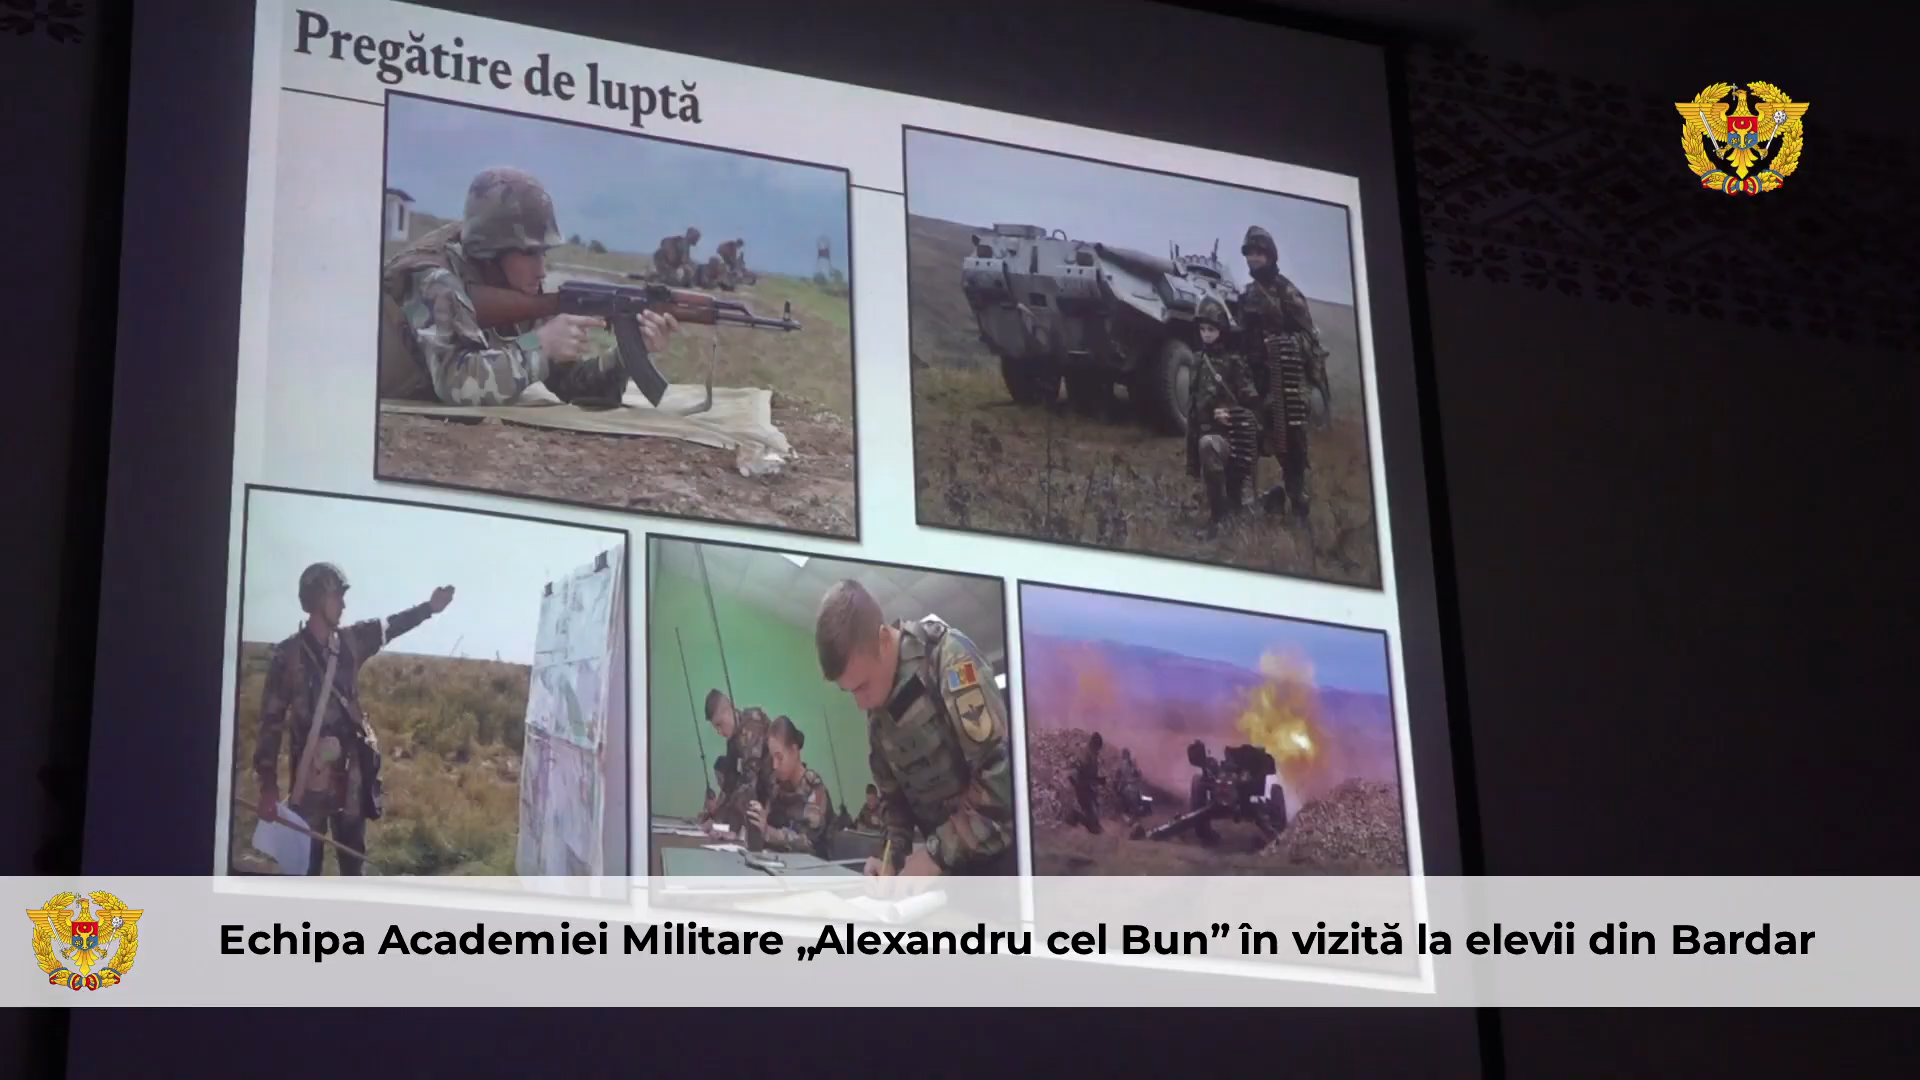 Pregătire de luptă
Echipa Academiei Militare „Alexandru cel Bun” în vizită la elevii din Bardar